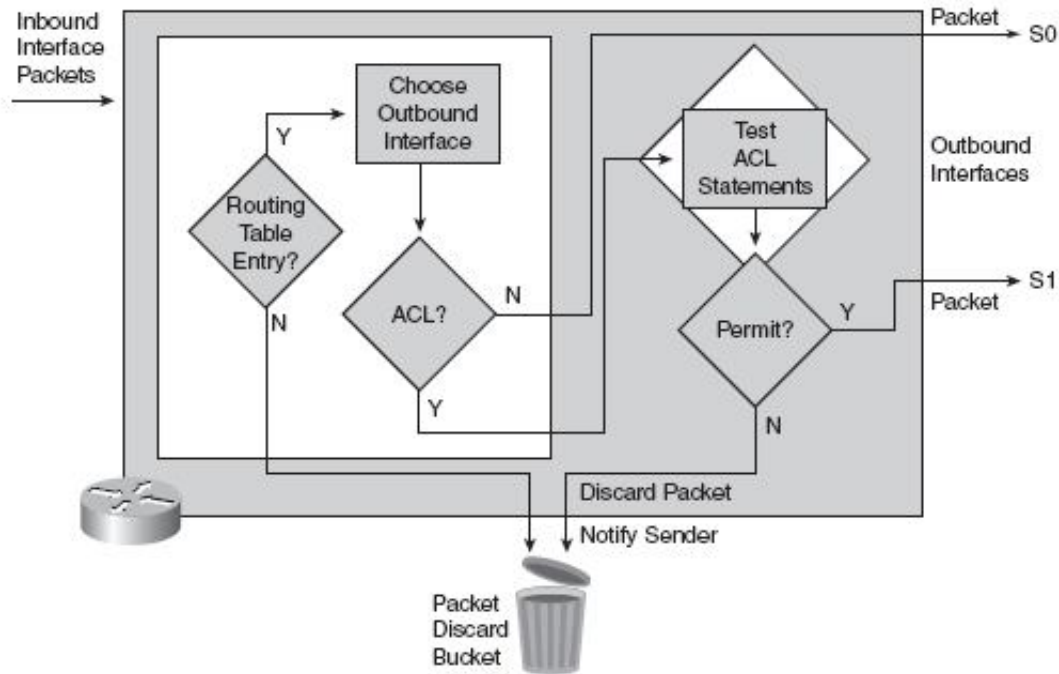 Inbound
Interface
Packets
Choose
Outbound
Interface
Y
Routing
Table
Entry?
N
ACL?
N
Y
Test
ACL
Statements
Permit?
Y
N
Packet
S0
Outbound
Interfaces
S1
Packet
Discard Packet
Notify Sender
Packet
Discard
Bucket